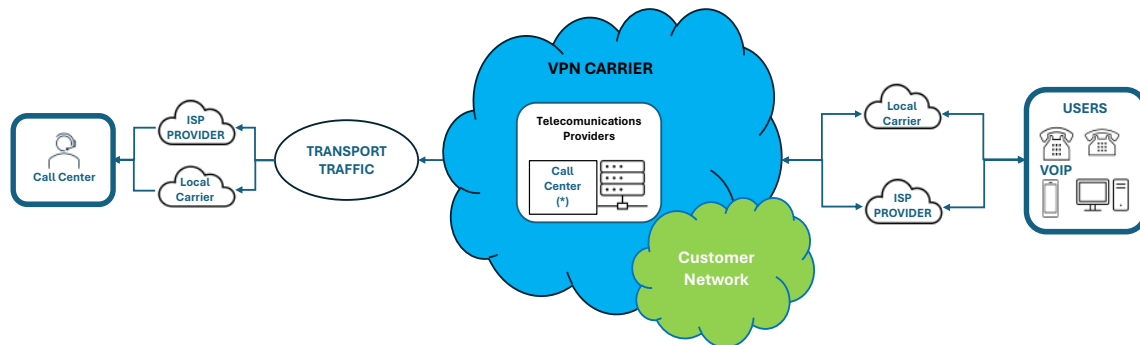 VPN CARRIER
Telecommunications
Providers
Call
Center
(*)
Call Center
ISP
PROVIDER
Local
Carrier
TRANSPORT
TRAFFIC
Customer
Network
Local
Carrier
ISP
PROVIDER
USERS
VOIP